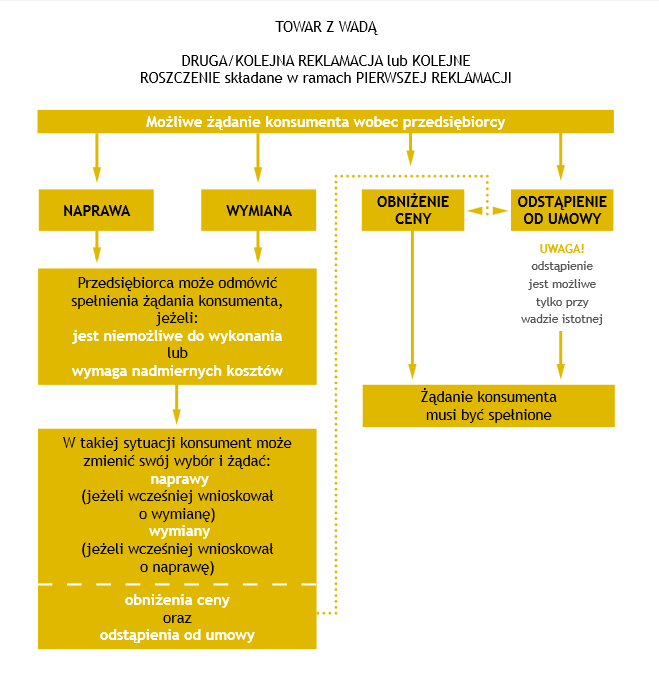 TOWAR Z WADĄ
DRUGA/KOLEJNA REKLAMACJA lub KOLEJNE
ROSZCZENIE składane w ramach PIERWSZEJ REKLAMACJI
Możliwe żądanie konsumenta wobec przedsiębiorcy
NAPRAWA
WYMIANA
OBNIŻENIE
CENY
ODSTĄPIENIE
OD UMOWY
UWAGA!
odstąpienie
jest możliwe
tylko przy
wadzie istotnej
Przedsiębiorca może odmówić
spełnienia żądania konsumenta,
jeżeli:
jest niemożliwe do wykonania
lub
wymaga nadmiernych kosztów
Żądanie konsumenta
musi być spełnione
W takiej sytuacji konsument może
zmienić swój wybór i żądać:
naprawy
(jeżeli wcześniej wnioskował
o wymianę)
wymiany
(jeżeli wcześniej wnioskował
o naprawę)
obniżenia ceny
oraz
odstąpienia od umowy